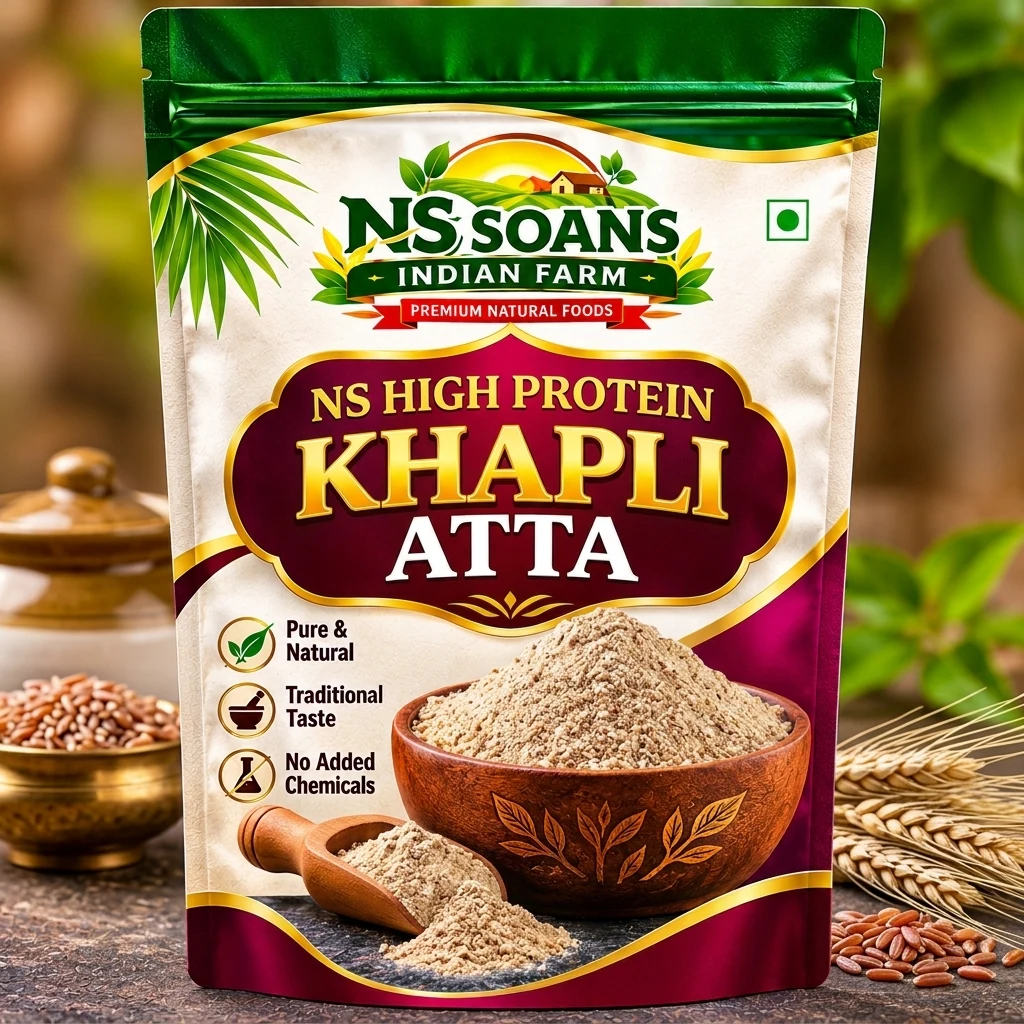 NS SOANS
INDIAN FARM
PREMIUM NATURAL FOODS
NS HIGH PROTEIN
KHAPLI
ATTA
Pure &
Natural
Traditional
Taste
No Added
Chemicals